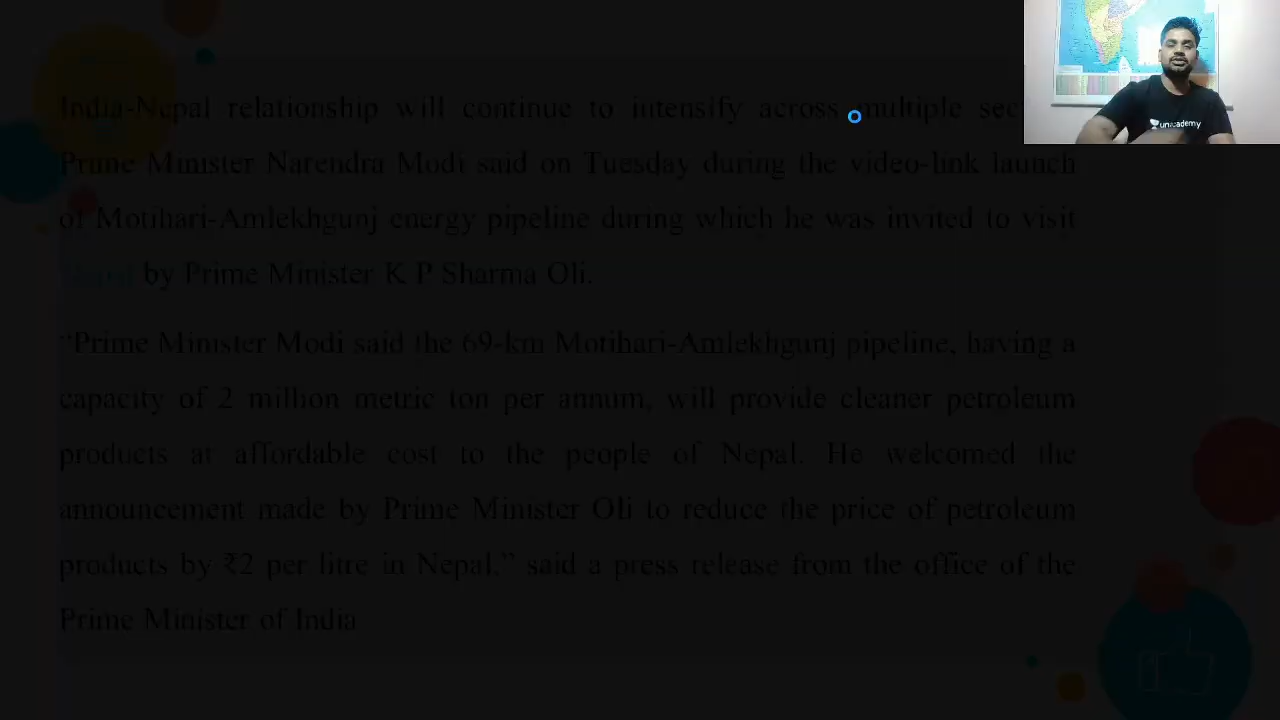 India-Nepal relationship will continue to intensify across multiple
Prime Minister Narendra Modi said on Tuesday during the video-link launch
of Motihari-Amlekhgunj energy pipeline during which he was invited to visit
Nepal by Prime Minister K P Sharma Oli.
“Prime Minister Modi said the 69-km Motihari-Amlekhgunj pipeline, having a
capacity of 2 million metric ton per annum, will provide cleaner petroleum
products at affordable cost to the people of Nepal. He welcomed the
announcement made by Prime Minister Oli to reduce the price of petroleum
products by ₹2 per litre in Nepal,” said a press release from the office of the
Prime Minister of India
unacademy